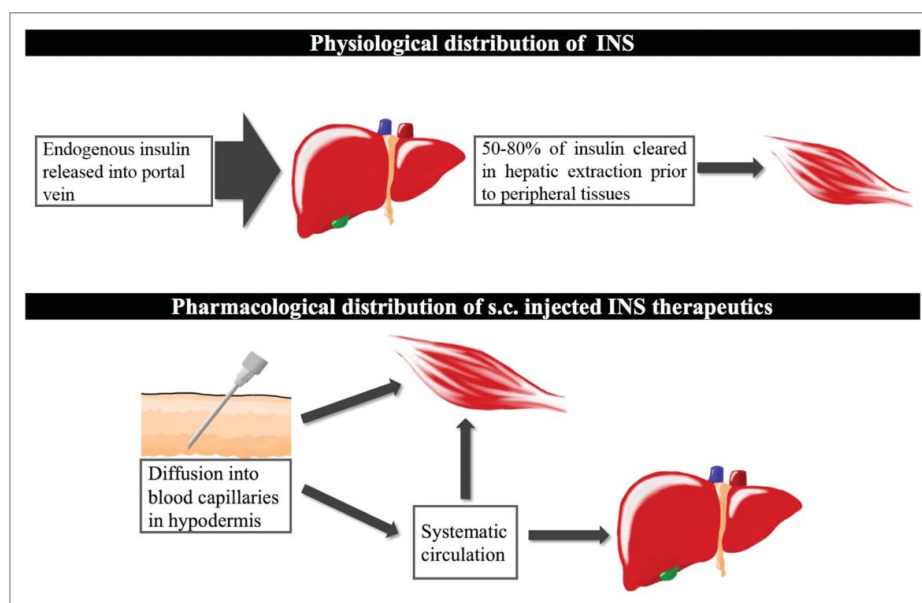 Physiological distribution of INS
Endogenous insulin
released into portal
vein
50-80% of insulin cleared
in hepatic extraction prior
to peripheral tissues
Pharmacological distribution of s.c. injected INS therapeutics
Diffusion into
blood capillaries
in hypodermis
Systematic
circulation